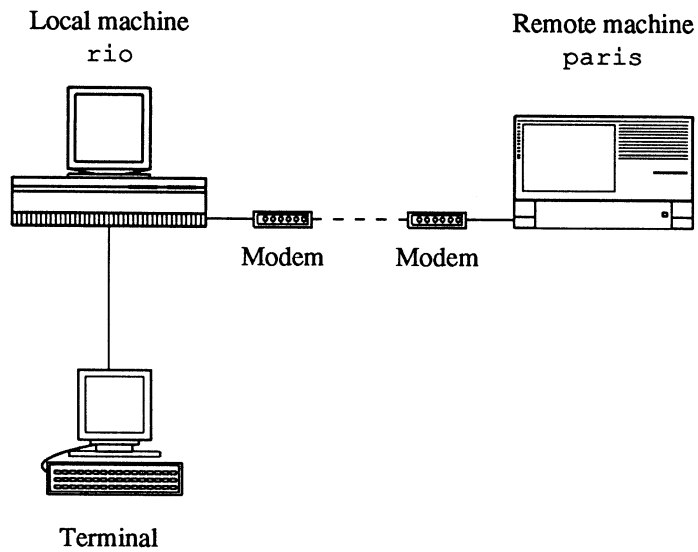 Local machine
rio
Remote machine
paris
Modem
Modem
Terminal